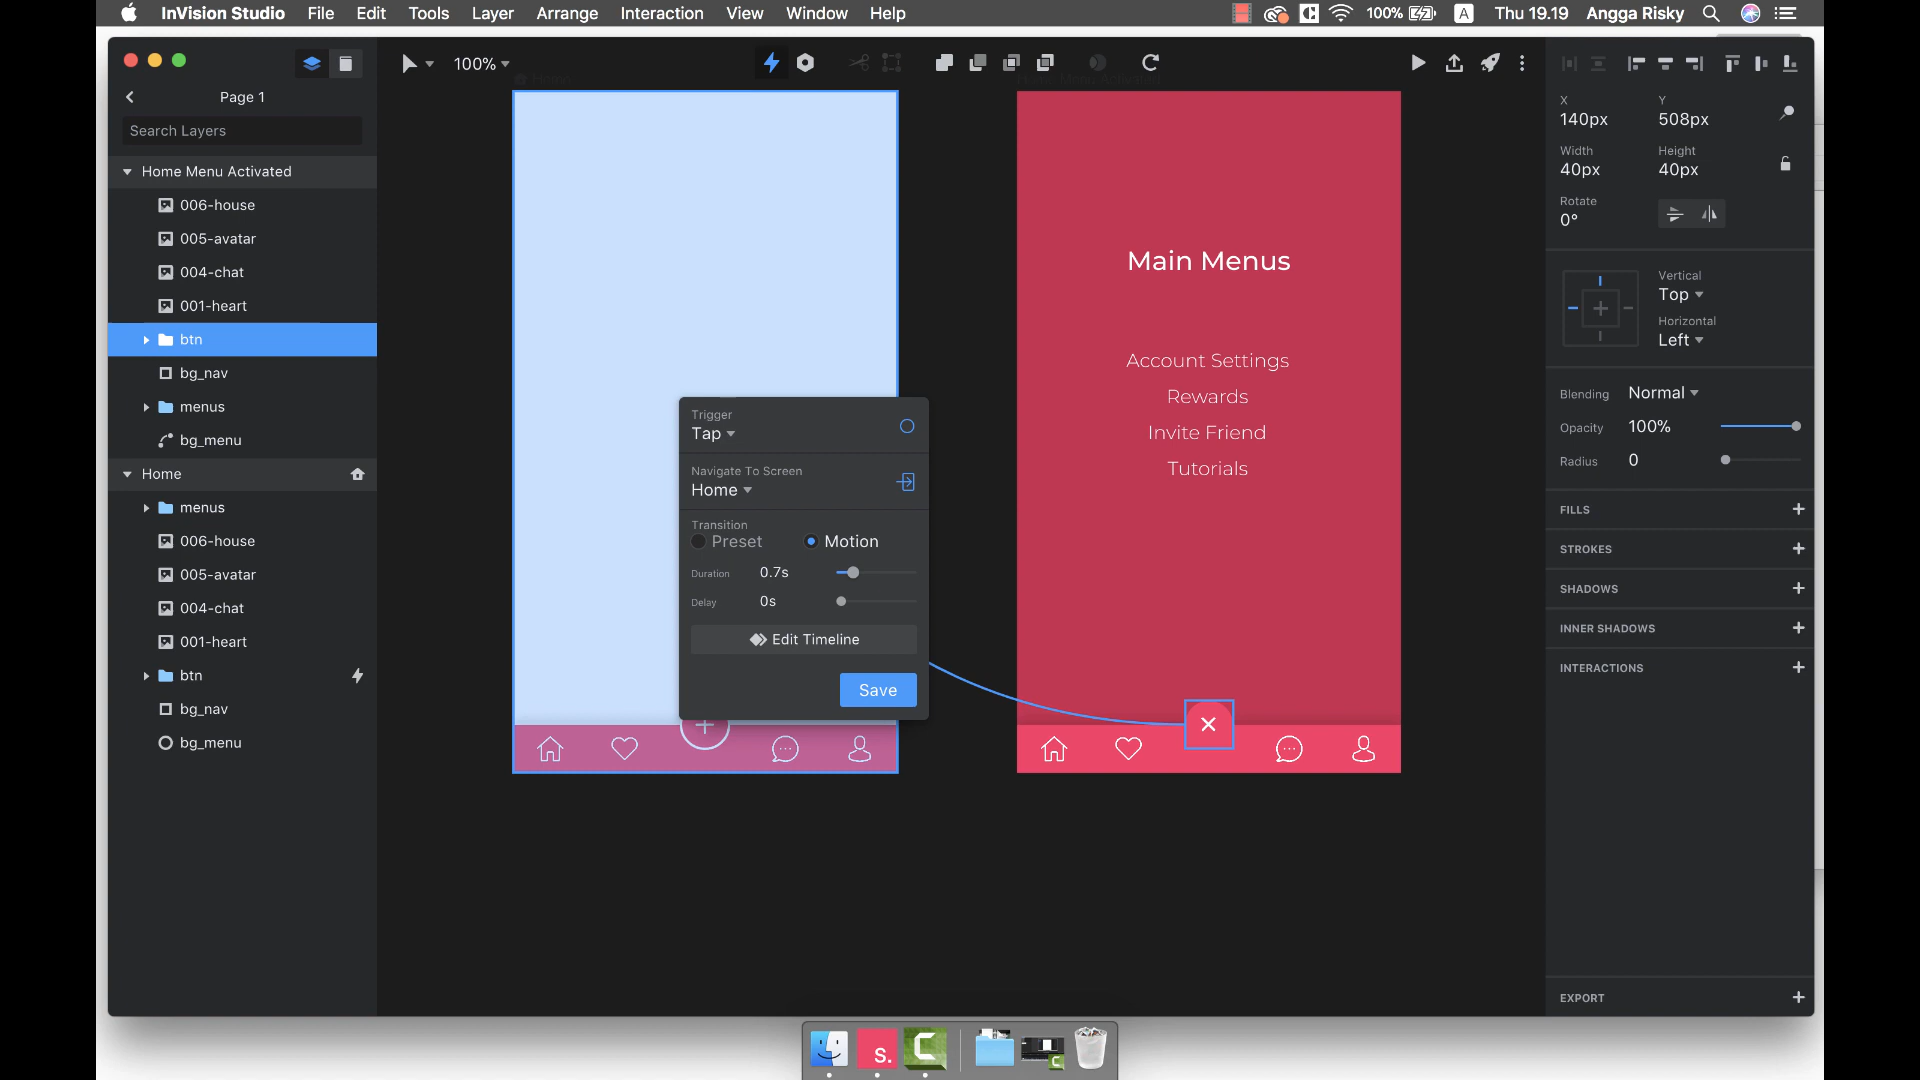 InVision Studio File Edit Tools Layer Arrange Interaction View Window Help 100% A Thu 19.19 Angga Risky
Page 1
Search Layers
Home Menu Activated
006-house
005-avatar
004-chat
001-heart
btn
bg_nav
menus
bg_menu
Home
menus
006-house
005-avatar
004-chat
001-heart
btn
bg_nav
bg_menu
100%
Home
Trigger
Tap
Navigate To Screen
Home
Transition
Preset Motion
Duration 0.7s
Delay 0s
Edit Timeline
Save
Main Menus
Account Settings
Rewards
Invite Friend
Tutorials
X Y
140px 508px
Width Height
40px 40px
Rotate
0°
Vertical
Top
Horizontal
Left
Blending Normal
Opacity 100%
Radius 0
FILLS
STROKES
SHADOWS
INNER SHADOWS
INTERACTIONS
EXPORT
s.